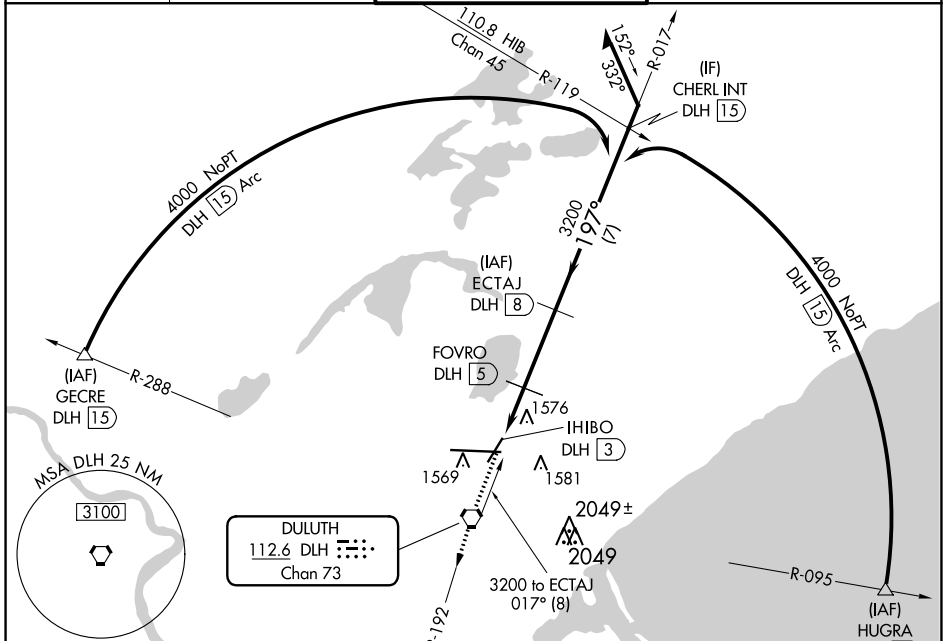 110.8 HIB
Chan 45
R-119
152°
332°
R-017
(IF)
CHERL INT
DLH 15
4000 NoPT
DLH 15 Arc
3200
197°
(7)
(IAF)
ECTAJ
DLH 8
4000 NoPT
DLH 15 Arc
FOVRO
DLH 5
(IAF)
GECRE
DLH 15
R-288
1576
IHIBO
DLH 3
1569
1581
MSA DLH 25 NM
3100
2049±
2049
DULUTH
112.6 DLH
Chan 73
3200 to ECTAJ
017° (8)
R-095
(IAF)
HUGRA
R-192